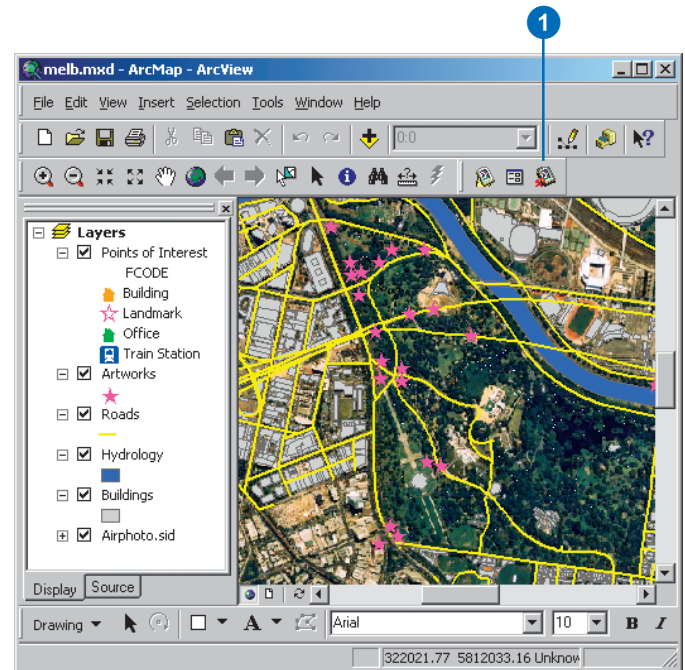 1
melb.mxd - ArcMap - ArcView
File Edit View Insert Selection Tools Window Help
0:0
Layers
Points of Interest
FCODE
Building
Landmark
Office
Train Station
Artworks
Roads
Hydrology
Buildings
Airphoto.sid
Display Source
Drawing A Arial 10 B I
322021.77 5812033.16 Unknow